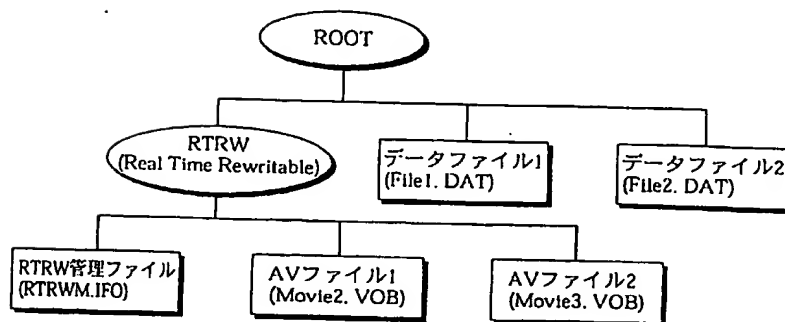 ROOT
RTRW
(Real Time Rewritable)
データファイル1
(File1. DAT)
データファイル2
(File2. DAT)
RTRW管理ファイル
(RTRWM.IFO)
AVファイル1
(Movie2. VOB)
AVファイル2
(Movie3. VOB)